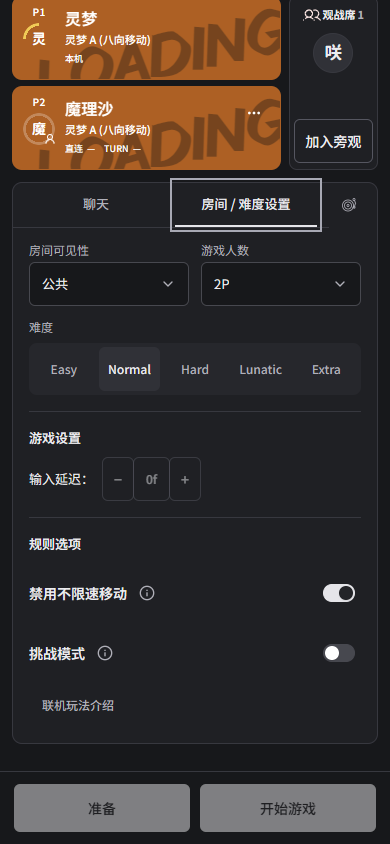 P1
灵
灵梦
灵梦 A (八向移动)
本机
LOADING
观战席 1
咲
P2
魔
魔理沙
灵梦 A (八向移动)
直连 — TURN —
LOADING
加入旁观
聊天
房间 / 难度设置
房间可见性
游戏人数
公共
2P
难度
Easy Normal Hard Lunatic Extra
游戏设置
输入延迟：
− 0f +
规则选项
禁用不限速移动
挑战模式
联机玩法介绍
准备
开始游戏